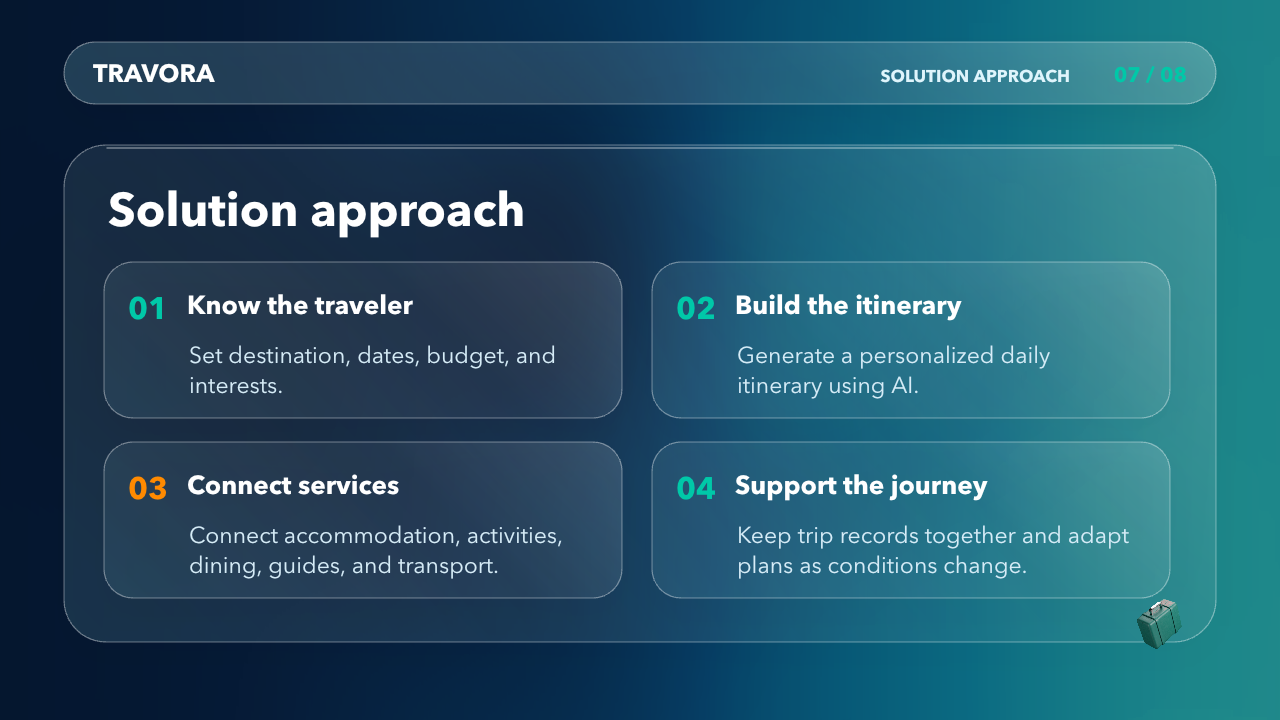 TRAVORA
SOLUTION APPROACH
07 / 08
Solution approach
01 Know the traveler
Set destination, dates, budget, and
interests.
02 Build the itinerary
Generate a personalized daily
itinerary using AI.
03 Connect services
Connect accommodation, activities,
dining, guides, and transport.
04 Support the journey
Keep trip records together and adapt
plans as conditions change.